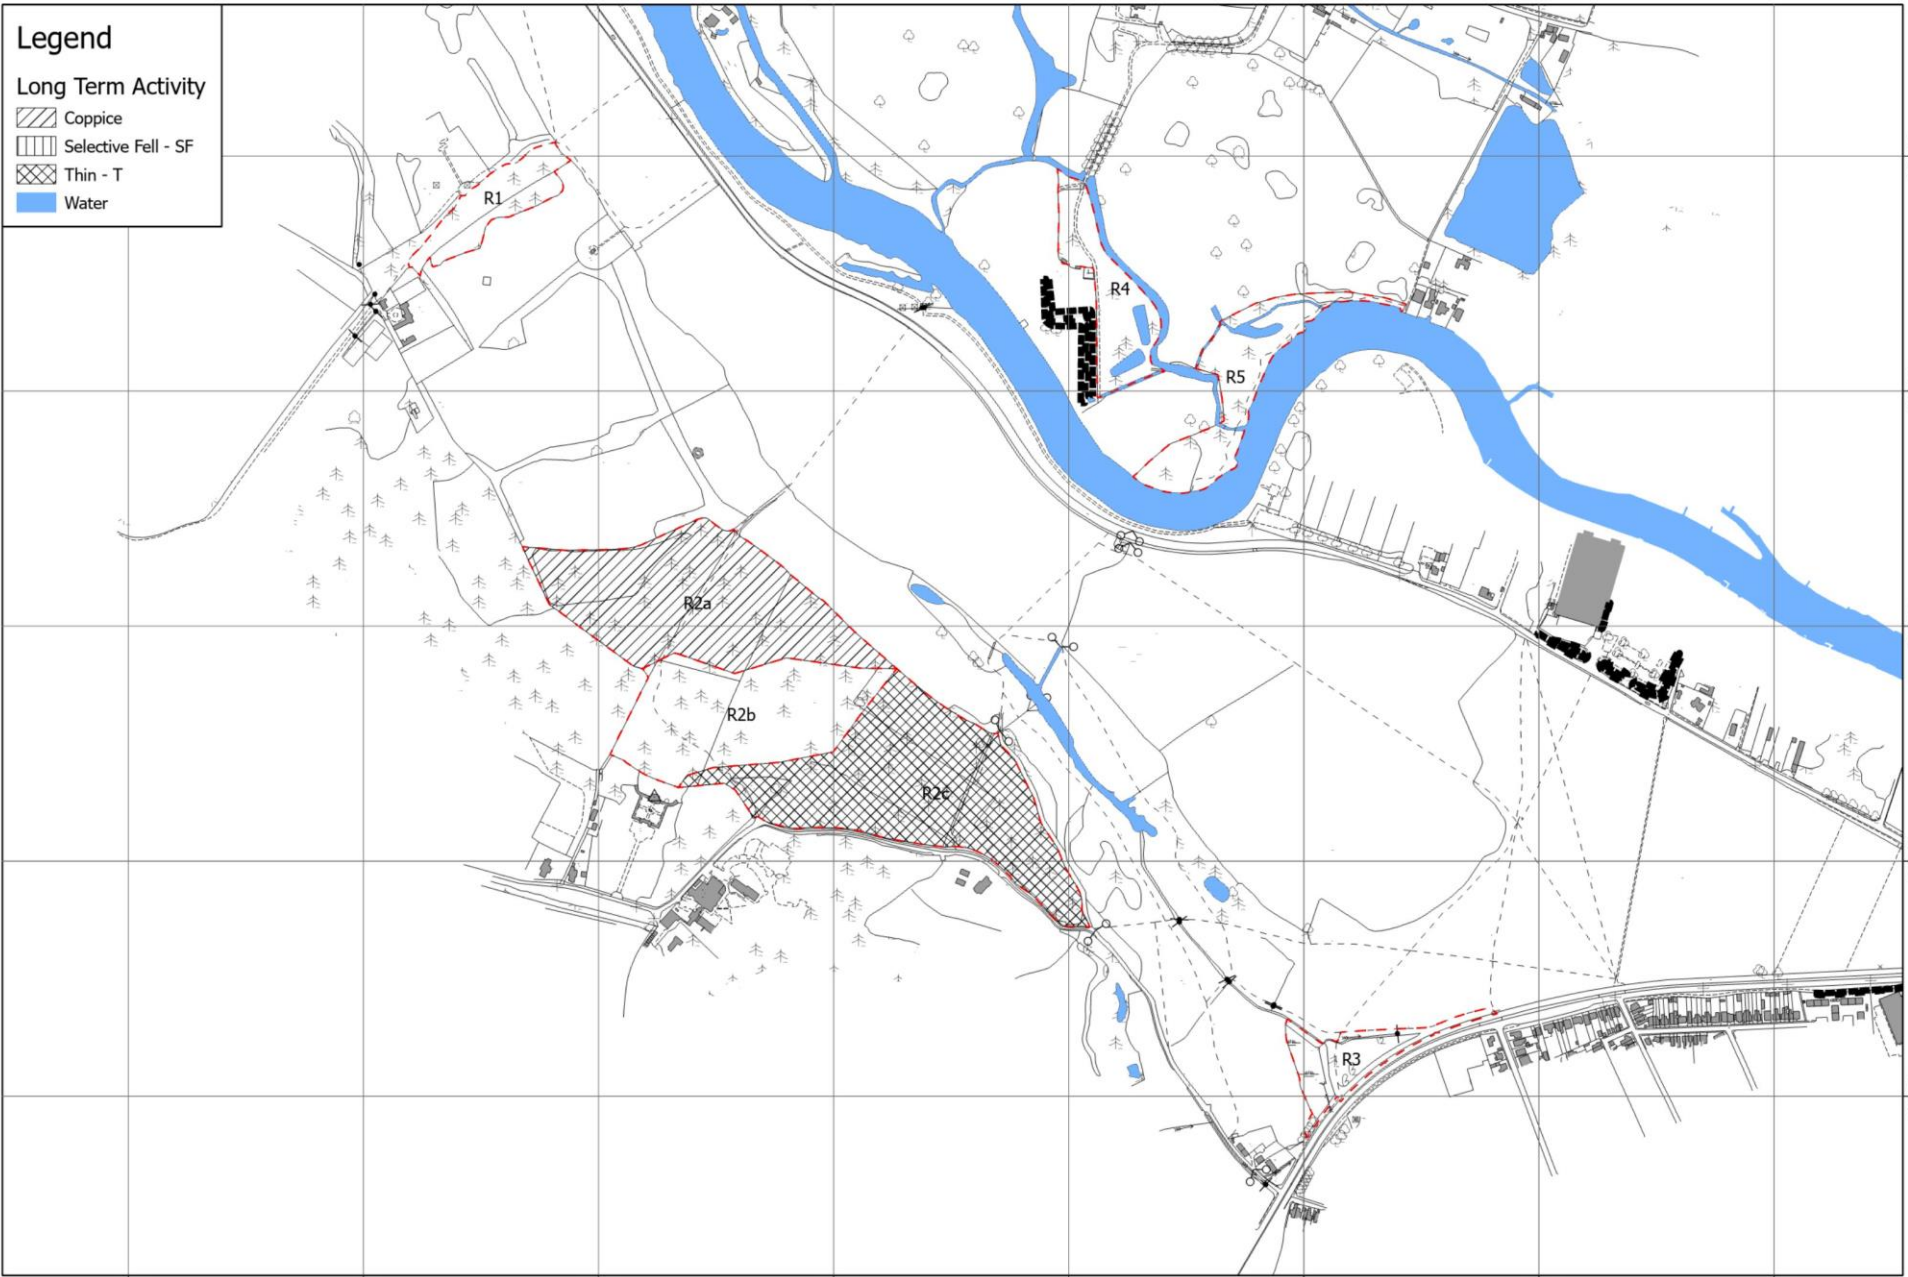 Legend
Long Term Activity
Coppice
Selective Fell - SF
Thin - T
Water
R1
R4
R5
R2a
R2b
R2c
R3